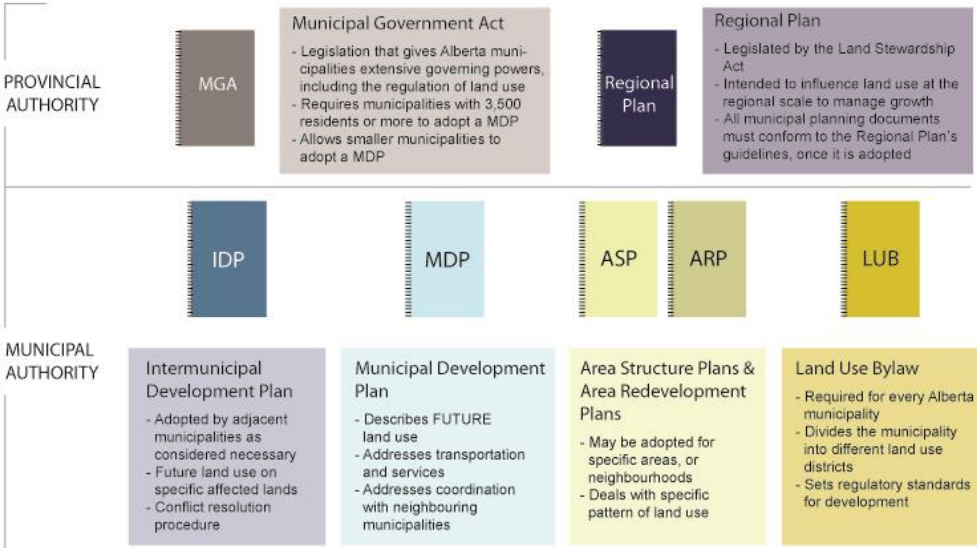 PROVINCIAL
AUTHORITY
MGA
Municipal Government Act
- Legislation that gives Alberta muni-
cipalities extensive governing powers,
including the regulation of land use
- Requires municipalities with 3,500
residents or more to adopt a MDP
- Allows smaller municipalities to
adopt a MDP
Regional
Plan
Regional Plan
- Legislated by the Land Stewardship
Act
- Intended to influence land use at the
regional scale to manage growth
- All municipal planning documents
must conform to the Regional Plan's
guidelines, once it is adopted
MUNICIPAL
AUTHORITY
IDP
MDP
ASP
ARP
LUB
Intermunicipal
Development Plan
- Adopted by adjacent
municipalities as
considered necessary
- Future land use on
specific affected lands
- Conflict resolution
procedure
Municipal Development
Plan
- Describes FUTURE
land use
- Addresses transportation
and services
- Addresses coordination
with neighbouring
municipalities
Area Structure Plans &
Area Redevelopment
Plans
- May be adopted for
specific areas, or
neighbourhoods
- Deals with specific
pattern of land use
Land Use Bylaw
- Required for every Alberta
municipality
- Divides the municipality
into different land use
districts
- Sets regulatory standards
for development